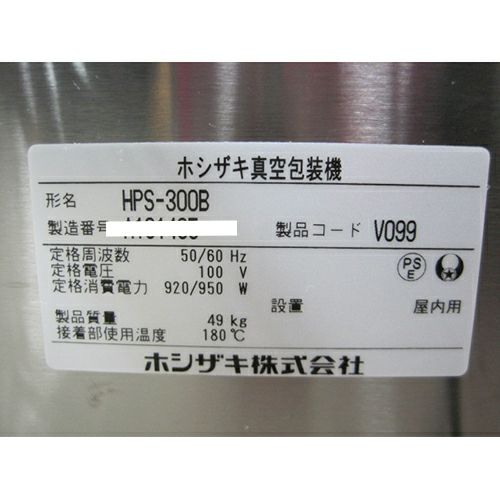 ホシザキ真空包装機
形名 HPS-300B
製造番号
製品コード V099
定格周波数 50/60 Hz
定格電圧 100 V
定格消費電力 920/950 W
PS
E
設置 屋内用
製品質量 49 kg
接着部使用温度 180℃
ホシザキ株式会社